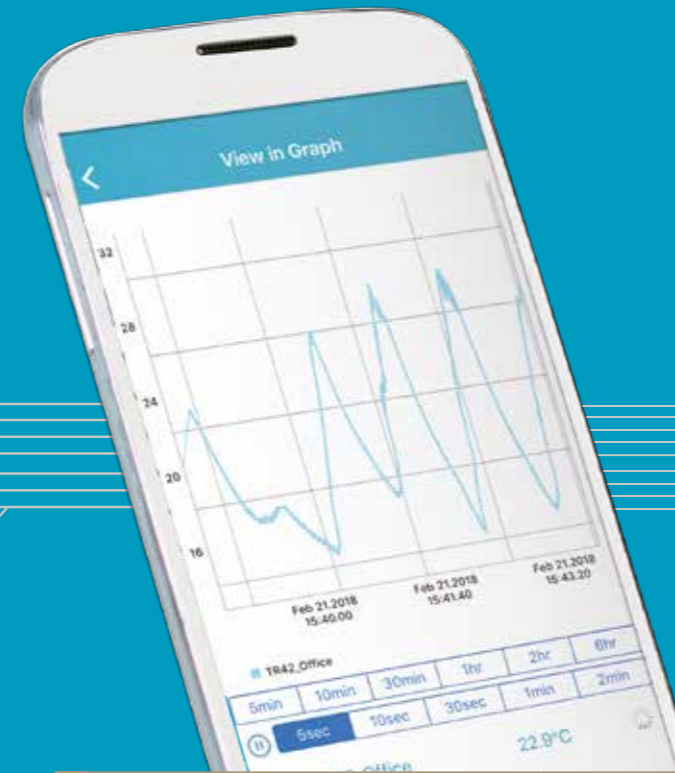 View in Graph
32
28
24
20
16
Feb 21.2018 Feb 21.2018 Feb 21.2018
15:40.00 15:41.40 15:43.20
TR42_Office
5min 10min 30min 1hr 2hr 6hr
5sec 10sec 30sec 1min 2min
Office 22.9°C